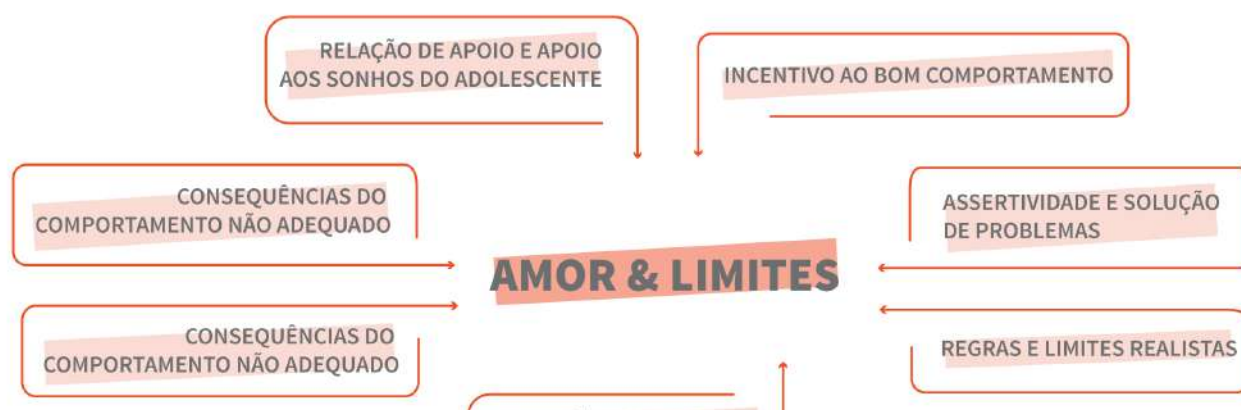 RELAÇÃO DE APOIO E APOIO
AOS SONHOS DO ADOLESCENTE
INCENTIVO AO BOM COMPORTAMENTO
CONSEQUÊNCIAS DO
COMPORTAMENTO NÃO ADEQUADO
ASSERTIVIDADE E SOLUÇÃO
DE PROBLEMAS
AMOR & LIMITES
CONSEQUÊNCIAS DO
COMPORTAMENTO NÃO ADEQUADO
REGRAS E LIMITES REALISTAS